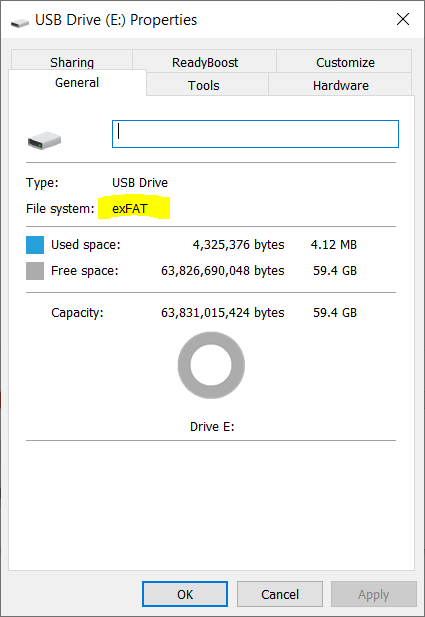 USB Drive (E:) Properties
Sharing ReadyBoost Customize
General Tools Hardware
Type: USB Drive
File system: exFAT
Used space: 4,325,376 bytes 4.12 MB
Free space: 63,826,690,048 bytes 59.4 GB
Capacity: 63,831,015,424 bytes 59.4 GB
Drive E:
OK Cancel Apply